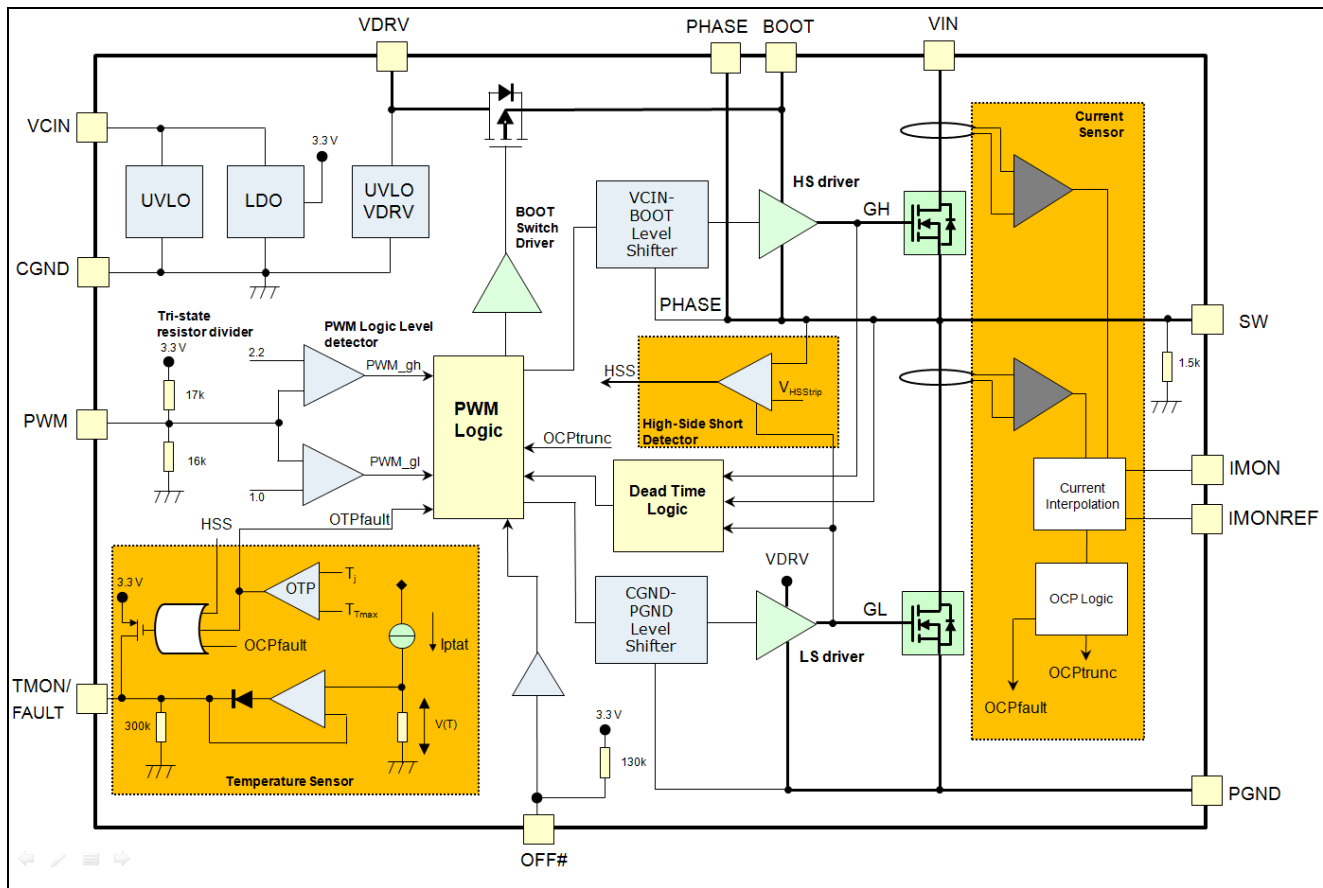 VDRV
PHASE
BOOT
VIN
PHASE
VCIN
3.3 V
UVLO
LDO
UVLO
VDRV
BOOT
Switch
Driver
VCIN-
BOOT
Level
Shifter
HS driver
GH
Current
Sensor
CGND
PHASE
SW
1.5k
Tri-state
resistor divider
3.3 V
17k
16k
PWM
2.2
1.0
PWM Logic Level
detector
PWM_gh
PWM_gl
PWM
Logic
HSS
VHSStrip
High-Side Short
Detector
OCPtrunc
Dead Time
Logic
OTPfault
HSS
3.3 V
OTP
Tj
TTmax
OCPfault
Iptat
V(T)
300k
Temperature Sensor
TMON/
FAULT
3.3 V
130k
OFF#
CGND-
PGND
Level
Shifter
VDRV
LS driver
GL
Current
Interpolation
OCP Logic
OCPtrunc
OCPfault
IMON
IMONREF
PGND